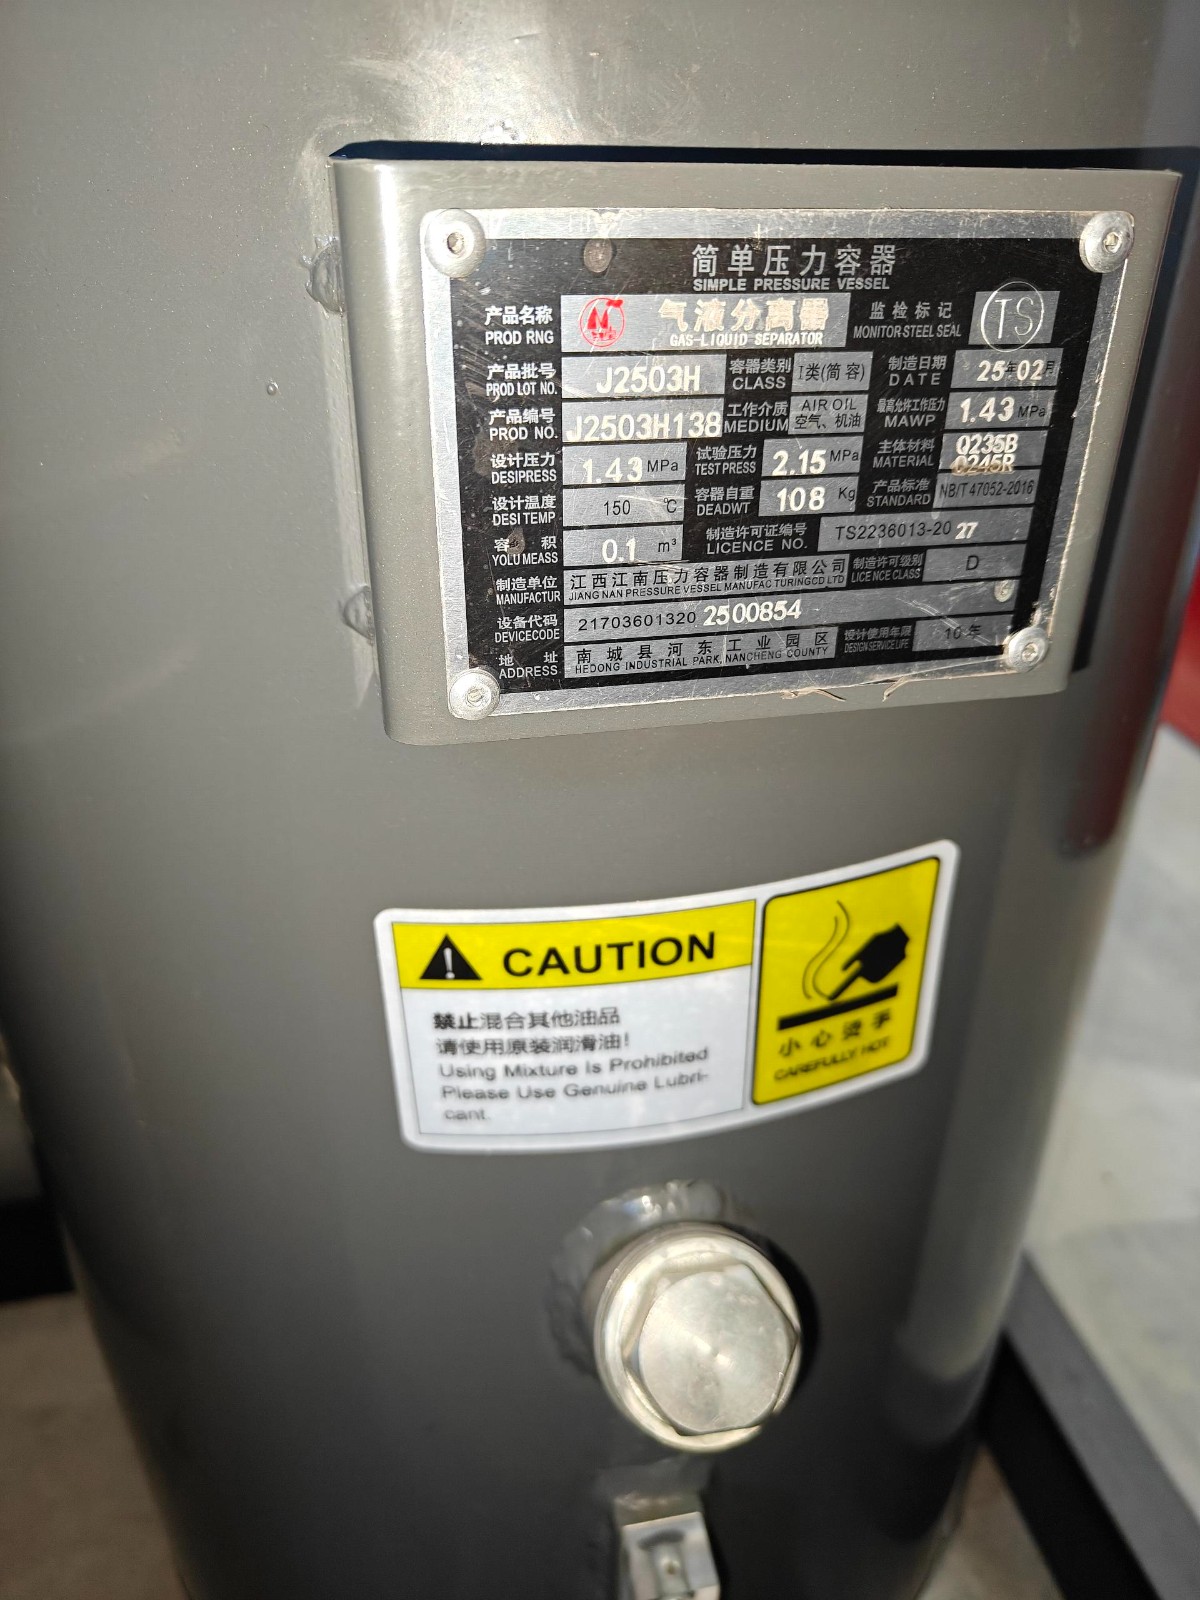 简单压力容器
SIMPLE PRESSURE VESSEL
产品名称 气液分离器 监检标记 TS
PROD RNG GAS-LIQUID SEPARATOR MONITOR-STEEL SEAL
产品批号 J2503H 容器类别 I类(简容) 制造日期 25年02月
PROD LOT NO. CLASS DATE
产品编号 J2503H138 工作介质 AIR OIL 空气、机油 最高允许工作压力 1.43 MPa
PROD NO. MEDIUM MAWP
设计压力 1.43 MPa 试验压力 2.15 MPa 主体材料 Q235B Q245R
DESIPRESS TEST PRESS MATERIAL
设计温度 150 ℃ 容器自重 108 Kg 产品标准 NB/T 47052-2016
DESI TEMP DEADWT STANDARD
容积 0.1 m³ 制造许可证编号 TS2236013-2027
YOLU MEASS LICENCE NO.
制造单位 江西江南压力容器制造有限公司 制造许可级别 D
MANUFACTUR JIANGNAN PRESSURE VESSEL MANUFACTURINGCD LTD LICENCE CLASS
设备代码 21703601320 2500854
DEVICECODE
地址 南城县河东工业园区 设计使用年限 10年
ADDRESS HEDONG INDUSTRIAL PARK, NANCHENG COUNTY DESIGN SERVICE LIFE
CAUTION
禁止混合其他油品
请使用原装润滑油!
Using Mixture Is Prohibited
Please Use Genuine Lubri-
cant
小心烫手
CAREFULLY HOT